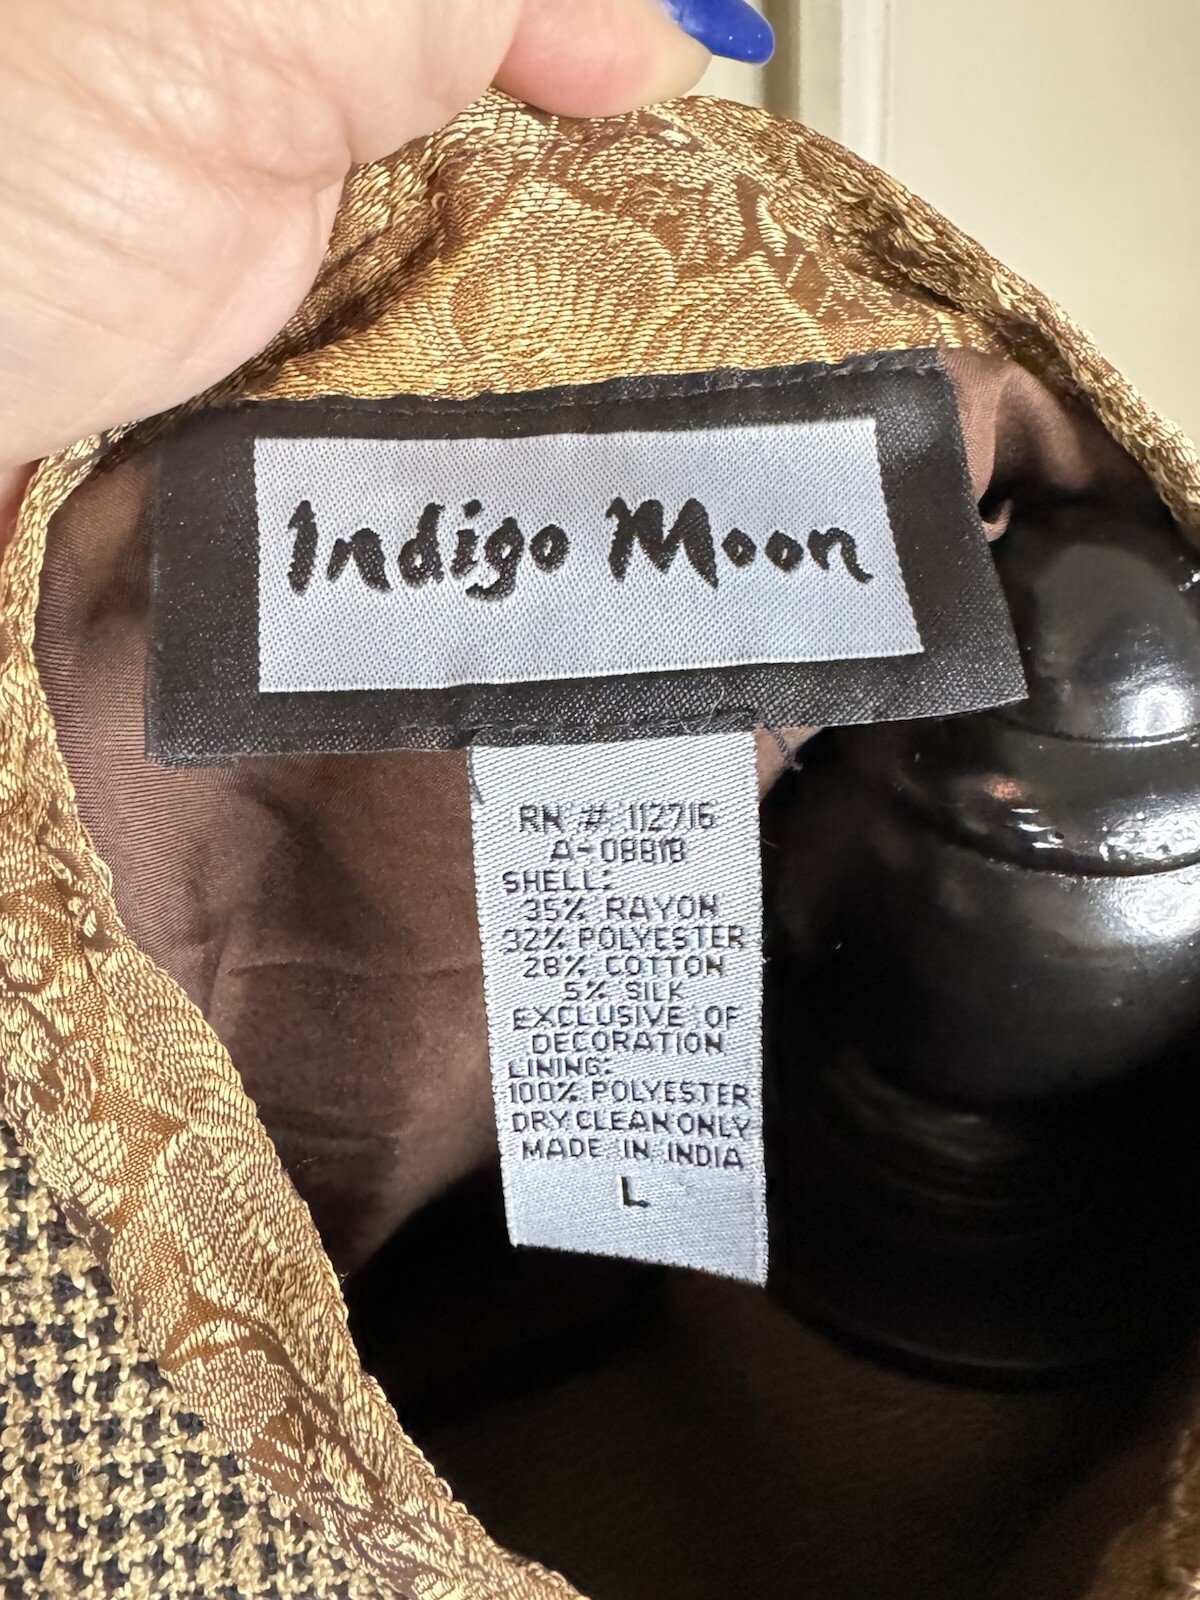 Indigo Moon
RN # 112716
A-08818
SHELL:
35% RAYON
32% POLYESTER
28% COTTON
5% SILK
EXCLUSIVE OF
DECORATION
LINING:
100% POLYESTER
DRY CLEAN ONLY
MADE IN INDIA
L